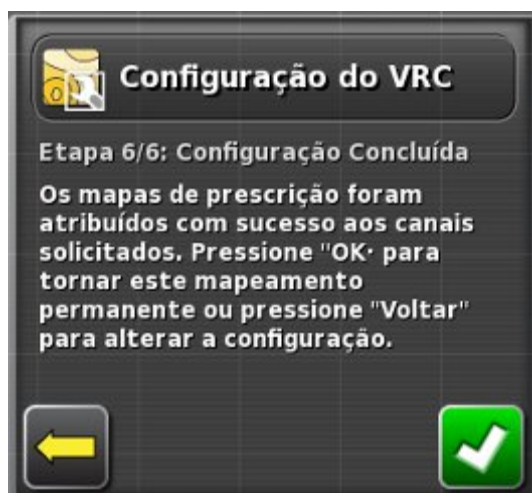 Configuração do VRC
Etapa 6/6: Configuração Concluída
Os mapas de prescrição foram
atribuídos com sucesso aos canais
solicitados. Pressione "OK· para
tornar este mapeamento
permanente ou pressione "Voltar"
para alterar a configuração.